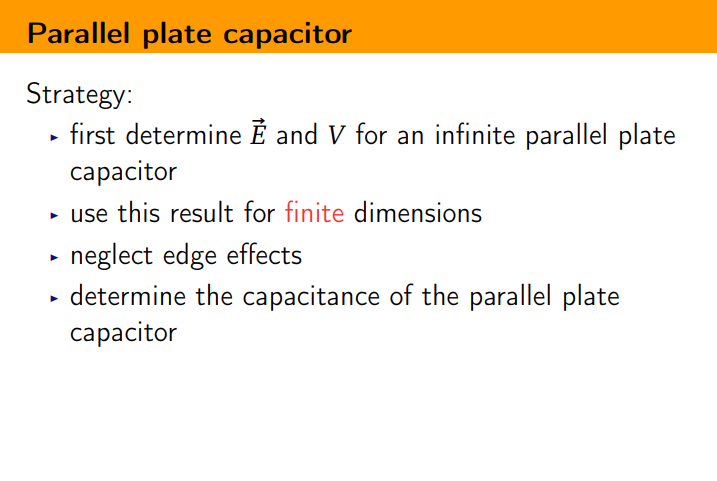 Parallel plate capacitor
Strategy:
▸ first determine E⃗ and V for an infinite parallel plate
capacitor
▸ use this result for finite dimensions
▸ neglect edge effects
▸ determine the capacitance of the parallel plate
capacitor